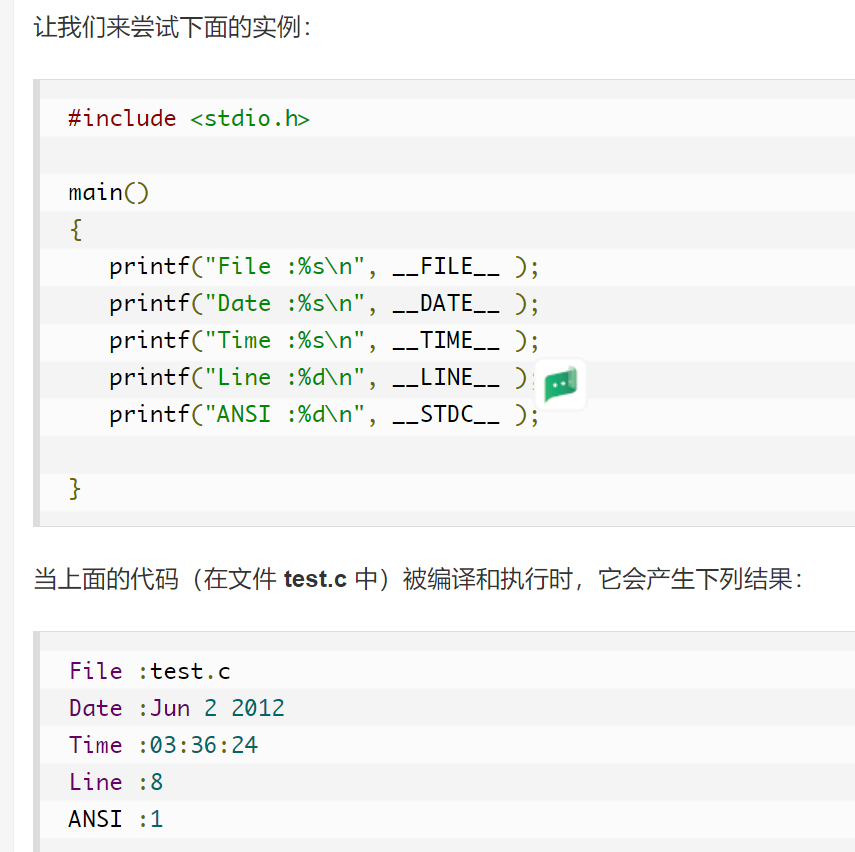 让我们来尝试下面的实例：
#include <stdio.h>
main()
{
   printf("File :%s\n", __FILE__ );
   printf("Date :%s\n", __DATE__ );
   printf("Time :%s\n", __TIME__ );
   printf("Line :%d\n", __LINE__ );
   printf("ANSI :%d\n", __STDC__ );
}
当上面的代码（在文件 test.c 中）被编译和执行时，它会产生下列结果：
File :test.c
Date :Jun 2 2012
Time :03:36:24
Line :8
ANSI :1